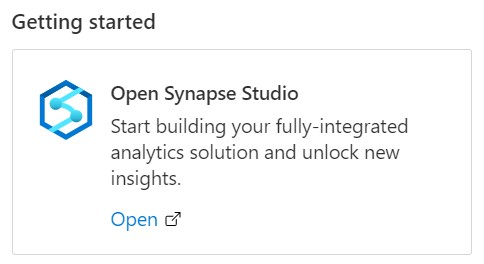 Getting started
Open Synapse Studio
Start building your fully-integrated
analytics solution and unlock new
insights.
Open